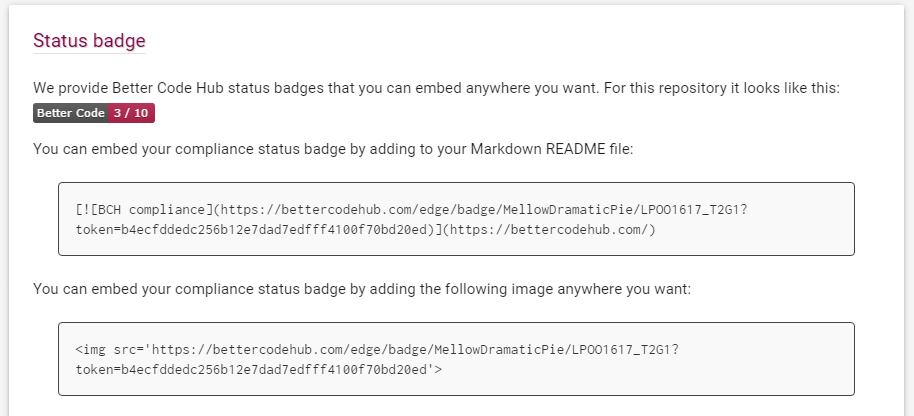 Status badge
We provide Better Code Hub status badges that you can embed anywhere you want. For this repository it looks like this:
Better Code 3 / 10
You can embed your compliance status badge by adding to your Markdown README file:
[![BCH compliance](https://bettercodehub.com/edge/badge/MellowDramaticPie/LPOO1617_T2G1?
token=b4ecfddedc256b12e7dad7edfff4100f70bd20ed)](https://bettercodehub.com/)
You can embed your compliance status badge by adding the following image anywhere you want:
<img src='https://bettercodehub.com/edge/badge/MellowDramaticPie/LPOO1617_T2G1?
token=b4ecfddedc256b12e7dad7edfff4100f70bd20ed'>